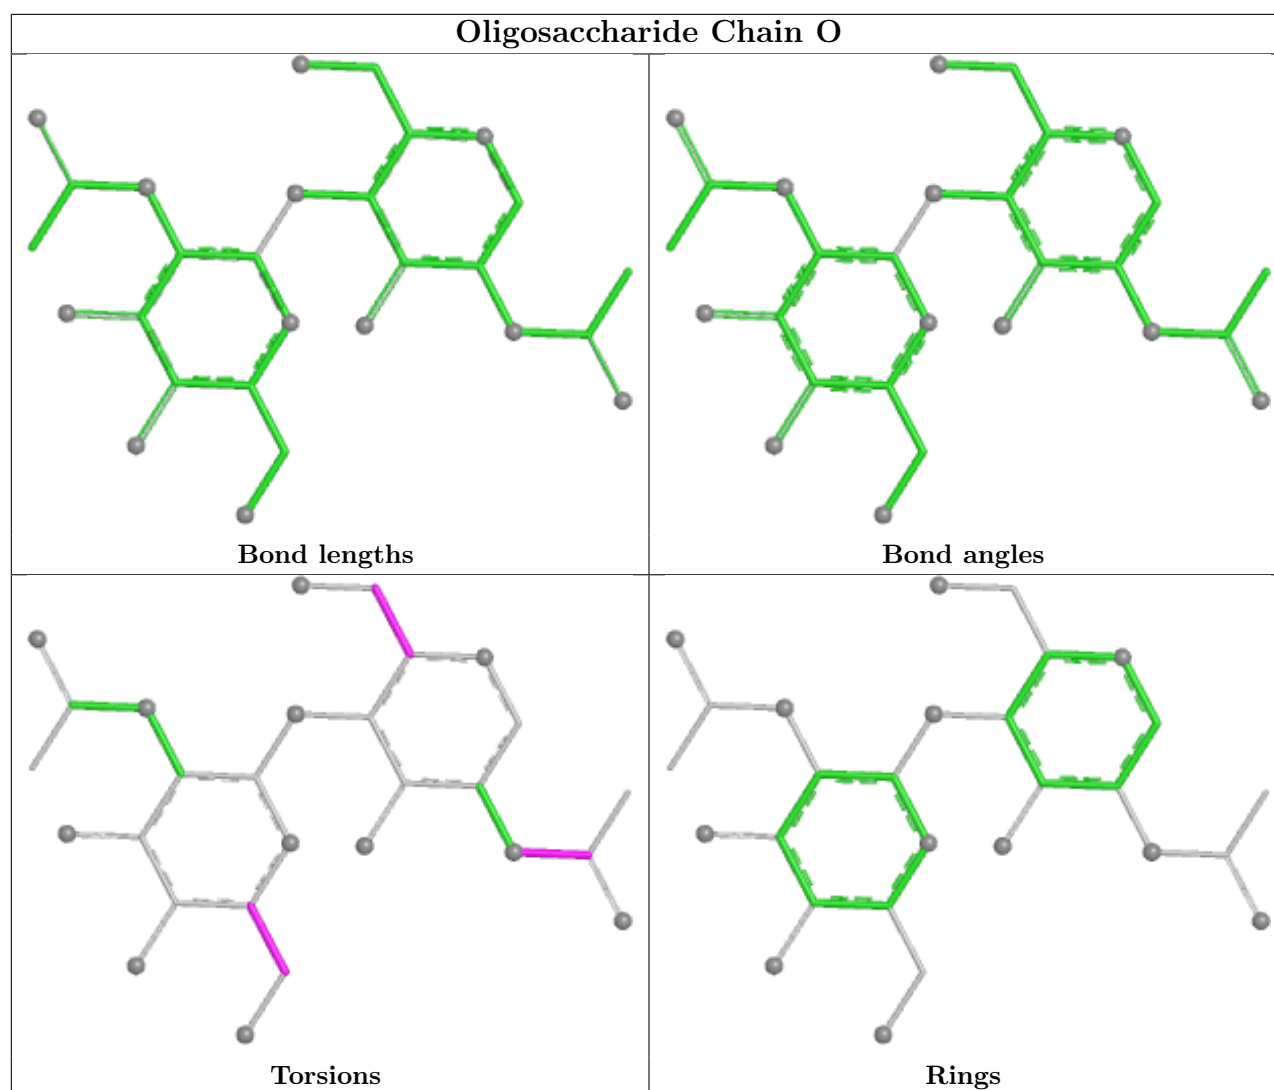 Oligosaccharide Chain O
Bond lengths
Bond angles
Torsions
Rings